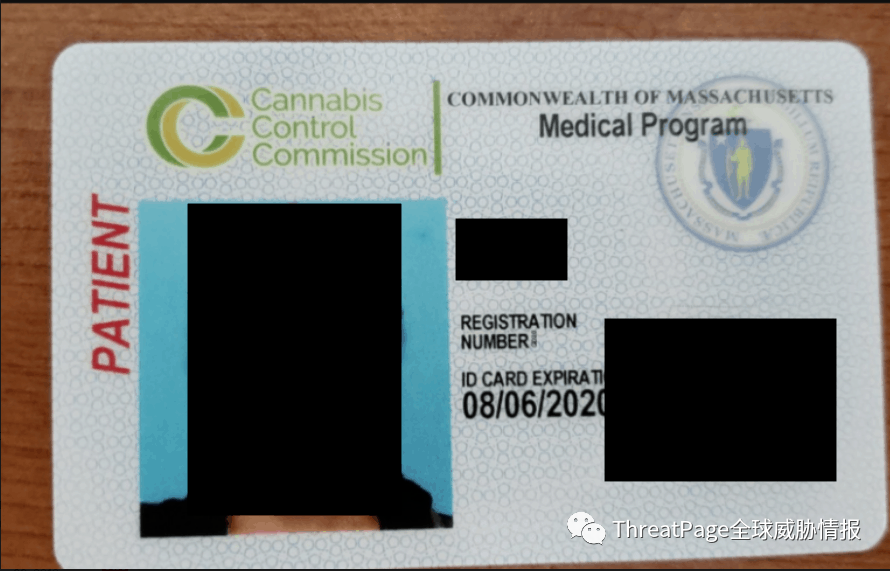 Cannabis
Control
Commission
COMMONWEALTH OF MASSACHUSETTS
Medical Program
PATIENT
REGISTRATION
NUMBER
ID CARD EXPIRATI
08/06/2020
ThreatPage全球威胁情报